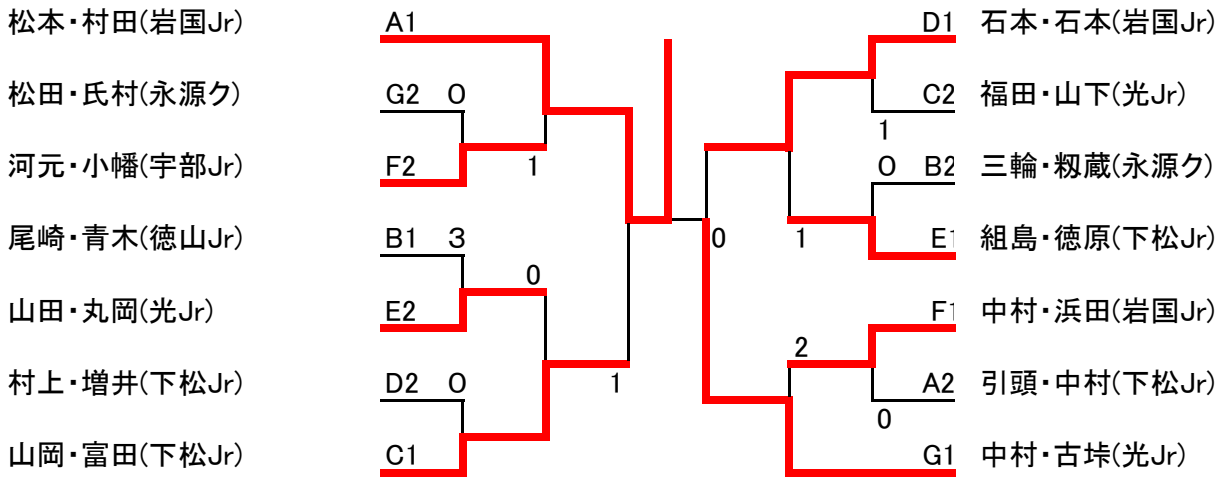 松本・村田(岩国Jr) A1 D1 石本・石本(岩国Jr)
松田・氏村(永源ク) G2 0 C2 福田・山下(光Jr)
1
河元・小幡(宇部Jr) F2 1 0 B2 三輪・籾蔵(永源ク)
尾崎・青木(徳山Jr) B1 3 0 1 E1 組島・徳原(下松Jr)
0
山田・丸岡(光Jr) E2 F1 中村・浜田(岩国Jr)
2
村上・増井(下松Jr) D2 0 1 A2 引頭・中村(下松Jr)
0
山岡・富田(下松Jr) C1 G1 中村・古垰(光Jr)